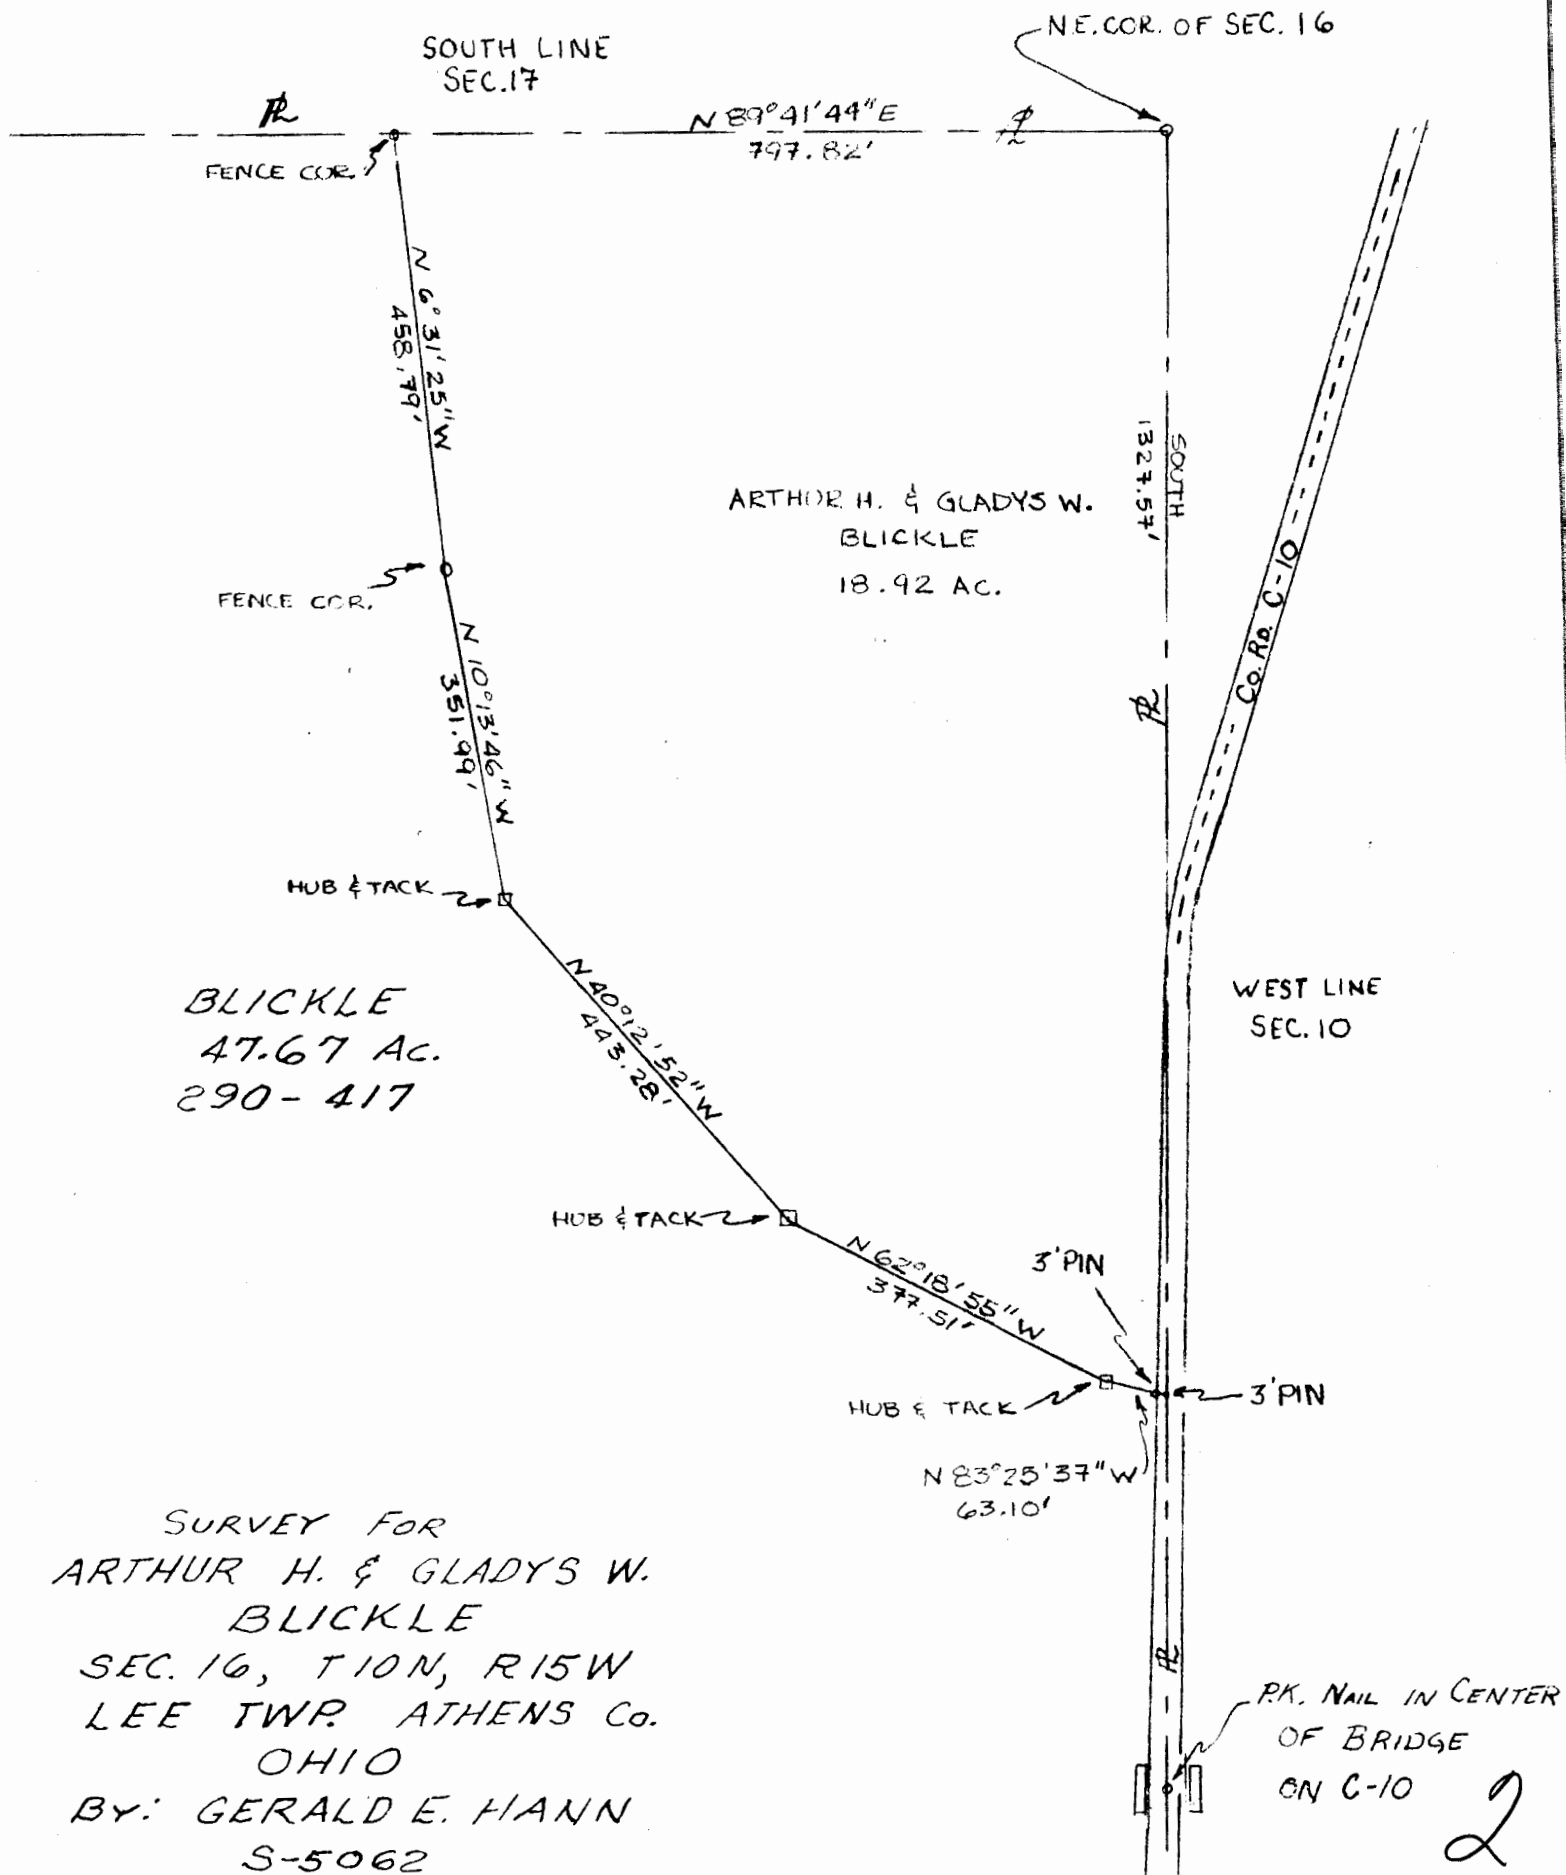 N.E. COR. OF SEC. 16
SOUTH LINE
SEC. 17
PL
N 89°41'44" E
797.82'
PL
FENCE COR.
N 6°31'25" W
458.79'
SOUTH
1327.57'
ARTHUR H. & GLADYS W.
BLICKLE
18.92 AC.
FENCE COR.
CO. RD. C-10
N 10°13'46" W
351.99'
PL
HUB & TACK
BLICKLE
47.67 AC.
290-417
N 40°12'52" W
443.28'
WEST LINE
SEC. 10
HUB & TACK
N 62°18'55" W
377.51'
3' PIN
HUB & TACK
3' PIN
N 83°25'37" W
63.10'
SURVEY FOR
ARTHUR H. & GLADYS W.
BLICKLE
SEC. 16, T10N, R15W
LEE TWP. ATHENS CO.
OHIO
BY: GERALD E. HANN
S-5062
PL
P.K. NAIL IN CENTER
OF BRIDGE
ON C-10
2